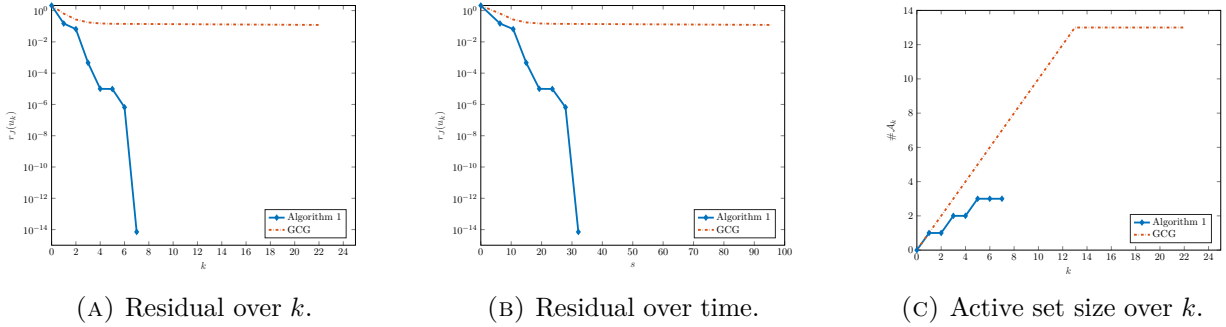 10^0
10^{-2}
10^{-4}
10^{-6}
10^{-8}
10^{-10}
10^{-12}
10^{-14}
r_J(u_k)
Algorithm 1
GCG
0 2 4 6 8 10 12 14 16 18 20 22 24
k
(A) Residual over k.
10^0
10^{-2}
10^{-4}
10^{-6}
10^{-8}
10^{-10}
10^{-12}
10^{-14}
r_J(u_k)
Algorithm 1
GCG
0 10 20 30 40 50 60 70 80 90 100
s
(B) Residual over time.
14
12
10
8
6
4
2
0
#𝒜_k
Algorithm 1
GCG
0 2 4 6 8 10 12 14 16 18 20 22 24
k
(C) Active set size over k.